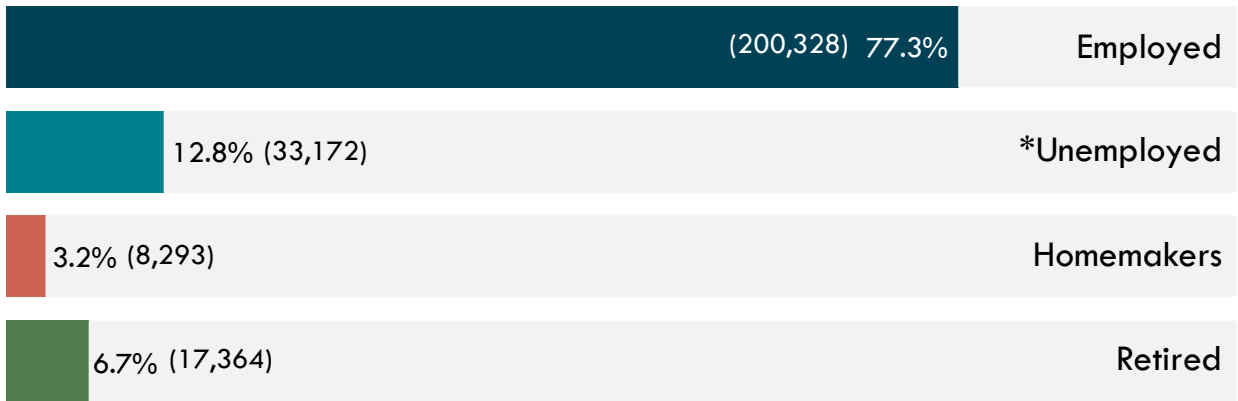 (200,328) 77.3% Employed
12.8% (33,172) *Unemployed
3.2% (8,293) Homemakers
6.7% (17,364) Retired